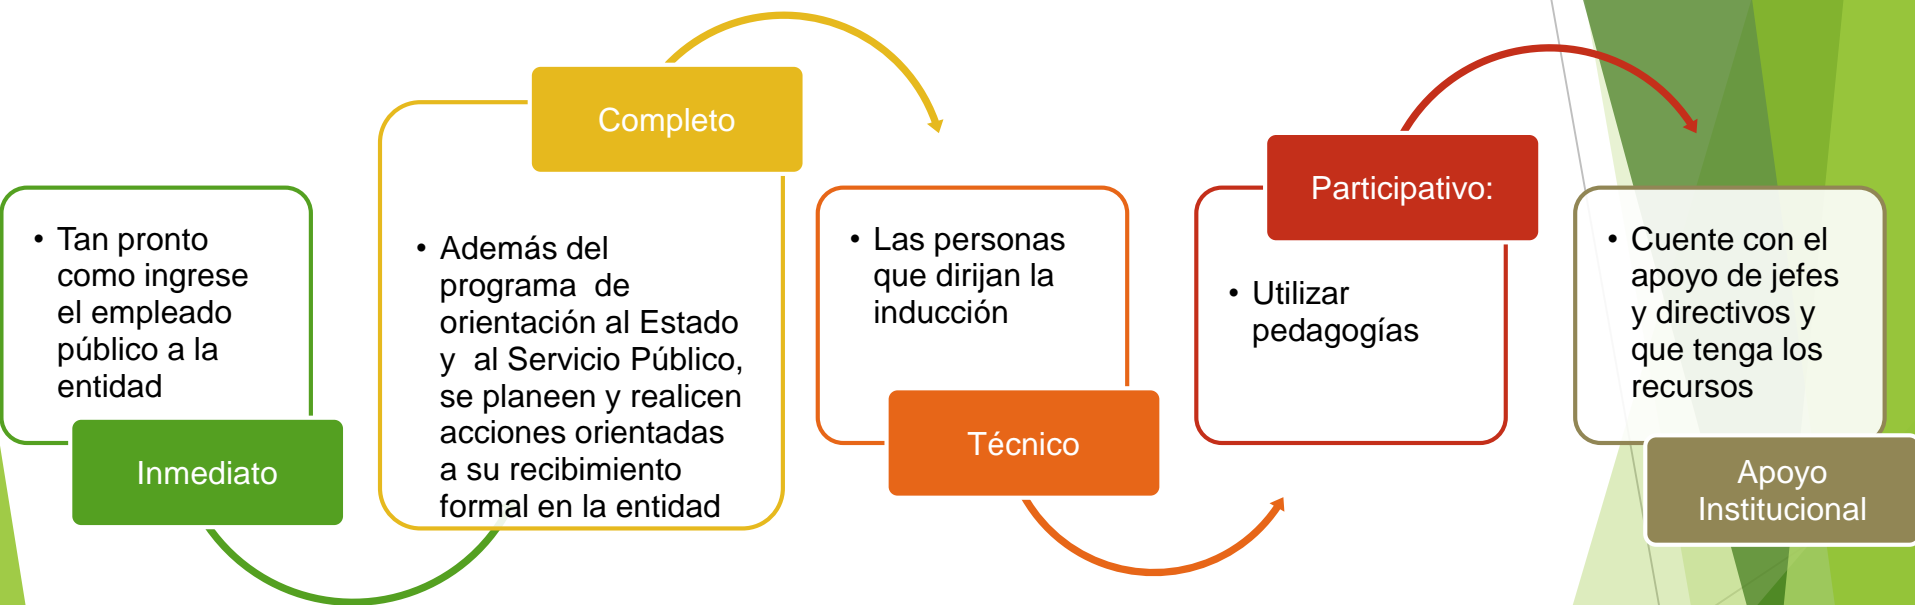 • Tan pronto
como ingrese
el empleado
público a la
entidad
Inmediato
Completo
• Además del
programa  de
orientación al Estado
y  al Servicio Público,
se planeen y realicen
acciones orientadas
a su recibimiento
formal en la entidad
• Las personas
que dirijan la
inducción
Técnico
Participativo:
• Utilizar
pedagogías
• Cuente con el
apoyo de jefes
y directivos y
que tenga los
recursos
Apoyo
Institucional